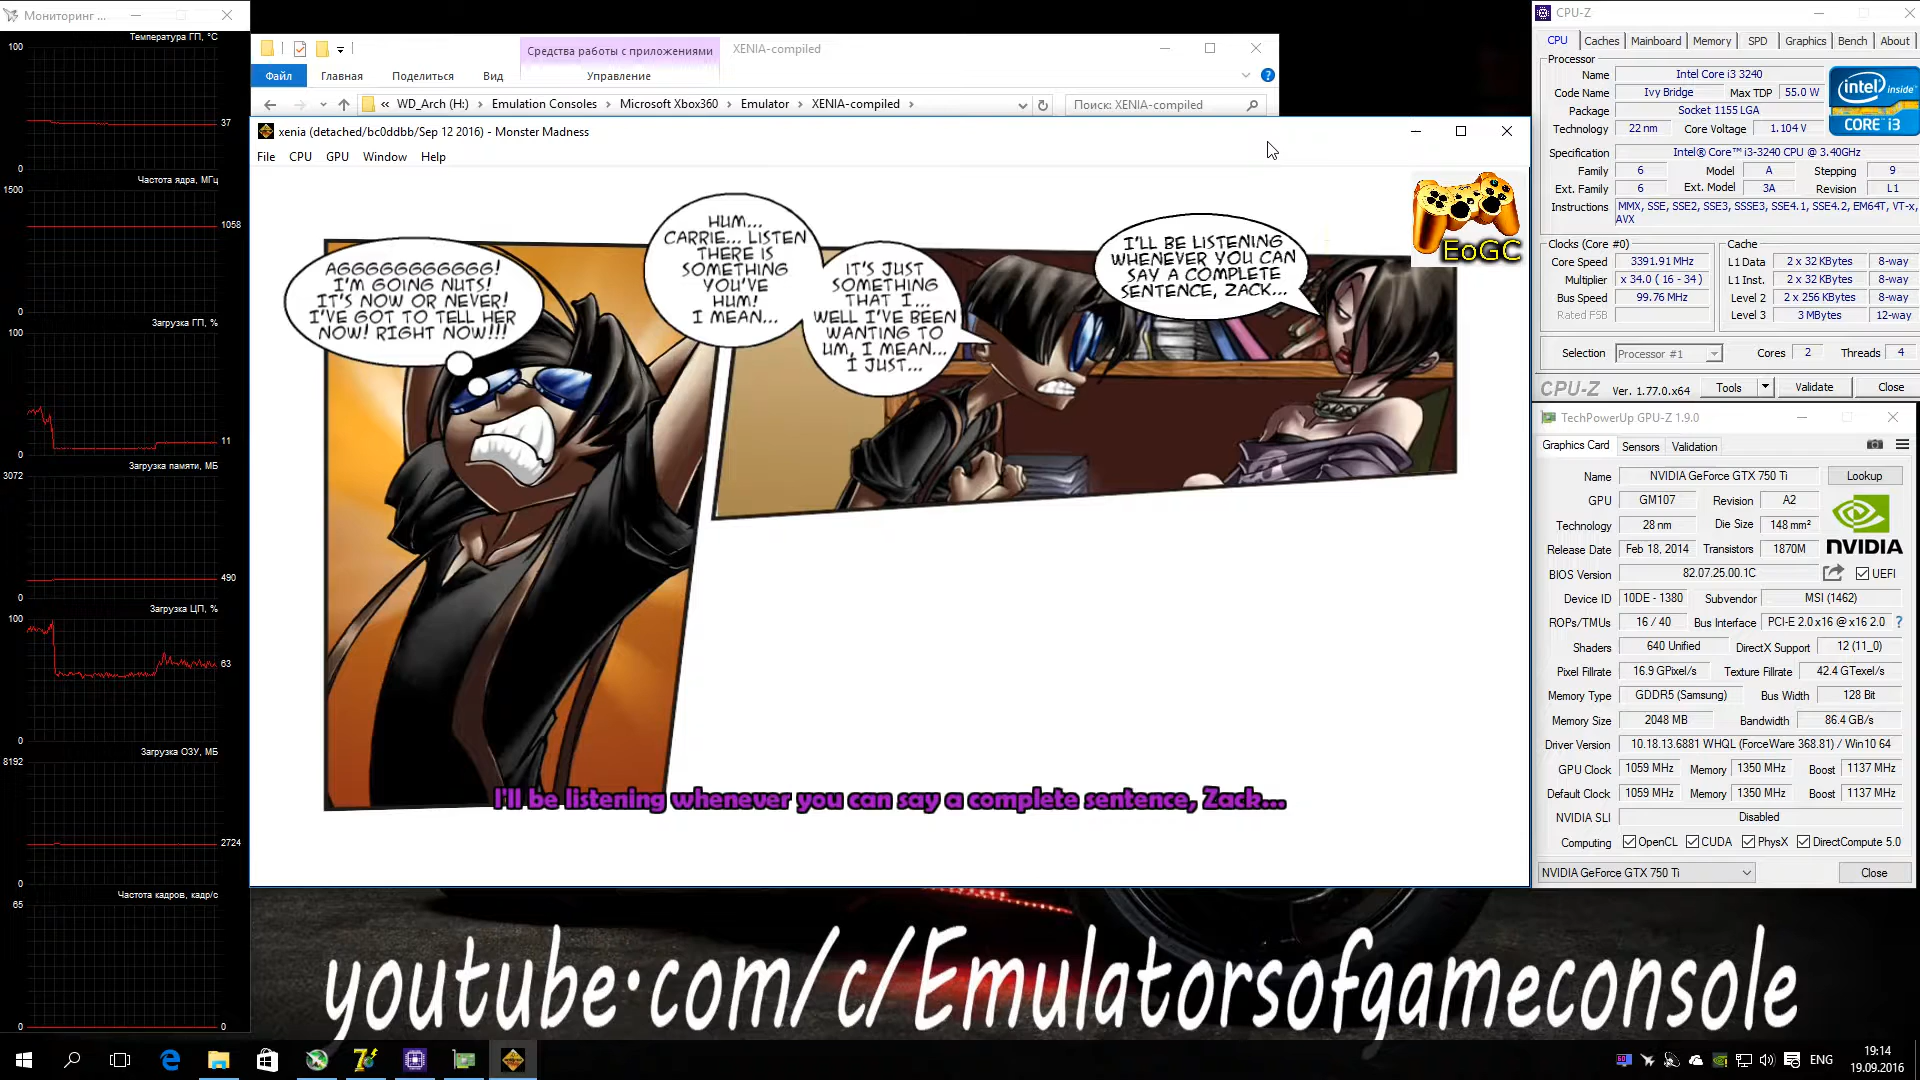 Мониторинг ...
Температура ГП, °C
100
37
0
Частота ядра, МГц
1500
1058
0
Загрузка ГП, %
100
11
0
Загрузка памяти, МБ
3072
490
0
Загрузка ЦП, %
100
63
0
Загрузка ОЗУ, МБ
8192
2724
0
Частота кадров, кадр/с
65
0
0
Средства работы с приложениями
XENIA-compiled
Файл Главная Поделиться Вид Управление
« WD_Arch (H:) Emulation Consoles Microsoft Xbox360 Emulator XENIA-compiled
Поиск: XENIA-compiled
xenia (detached/bc0ddbb/Sep 12 2016) - Monster Madness
File CPU GPU Window Help
AGGGGGGGGGGG!
I'M GOING NUTS!
IT'S NOW OR NEVER!
I'VE GOT TO TELL HER
NOW! RIGHT NOW!!!
HUM...
CARRIE... LISTEN
THERE IS
SOMETHING
YOU'VE
HUM!
I MEAN...
IT'S JUST
SOMETHING
THAT I...
WELL I'VE BEEN
WANTING TO
UM, I MEAN...
I JUST...
I'LL BE LISTENING
WHENEVER YOU CAN
SAY A COMPLETE
SENTENCE, ZACK...
EoGC
I'll be listening whenever you can say a complete sentence, Zack...
CPU-Z
CPU Caches Mainboard Memory SPD Graphics Bench About
Processor
Name Intel Core i3 3240
Code Name Ivy Bridge Max TDP 55.0 W
Package Socket 1155 LGA
Technology 22 nm Core Voltage 1.104 V
intel inside™
CORE i3
Specification Intel® Core™ i3-3240 CPU @ 3.40GHz
Family 6 Model A Stepping 9
Ext. Family 6 Ext. Model 3A Revision L1
Instructions MMX, SSE, SSE2, SSE3, SSSE3, SSE4.1, SSE4.2, EM64T, VT-x,
AVX
Clocks (Core #0) Cache
Core Speed 3391.91 MHz L1 Data 2 x 32 KBytes 8-way
Multiplier x 34.0 ( 16 - 34 ) L1 Inst. 2 x 32 KBytes 8-way
Bus Speed 99.76 MHz Level 2 2 x 256 KBytes 8-way
Rated FSB Level 3 3 MBytes 12-way
Selection Processor #1 Cores 2 Threads 4
CPU-Z Ver. 1.77.0.x64 Tools Validate Close
TechPowerUp GPU-Z 1.9.0
Graphics Card Sensors Validation
Name NVIDIA GeForce GTX 750 Ti Lookup
GPU GM107 Revision A2
Technology 28 nm Die Size 148 mm²
Release Date Feb 18, 2014 Transistors 1870M
NVIDIA
BIOS Version 82.07.25.00.1C UEFI
Device ID 10DE - 1380 Subvendor MSI (1462)
ROPs/TMUs 16 / 40 Bus Interface PCI-E 2.0 x16 @ x16 2.0 ?
Shaders 640 Unified DirectX Support 12 (11_0)
Pixel Fillrate 16.9 GPixel/s Texture Fillrate 42.4 GTexel/s
Memory Type GDDR5 (Samsung) Bus Width 128 Bit
Memory Size 2048 MB Bandwidth 86.4 GB/s
Driver Version 10.18.13.6881 WHQL (ForceWare 368.81) / Win10 64
GPU Clock 1059 MHz Memory 1350 MHz Boost 1137 MHz
Default Clock 1059 MHz Memory 1350 MHz Boost 1137 MHz
NVIDIA SLI Disabled
Computing OpenCL CUDA PhysX DirectCompute 5.0
NVIDIA GeForce GTX 750 Ti Close
youtube.com/c/Emulatorsofgameconsole
ENG
19:14
19.09.2016